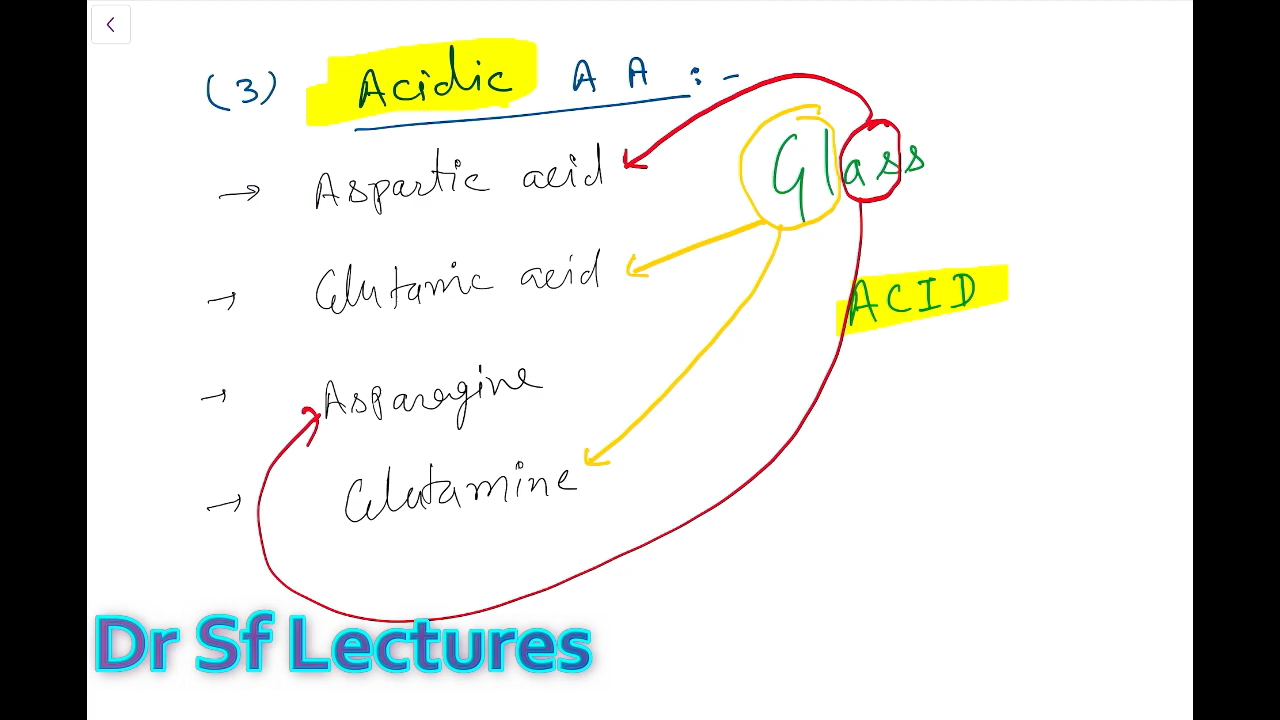 (3) Acidic A A :-
Glass
→ Aspartic acid
→ Glutamic acid
ACID
→ Asparagine
→ Glutamine
Dr Sf Lectures